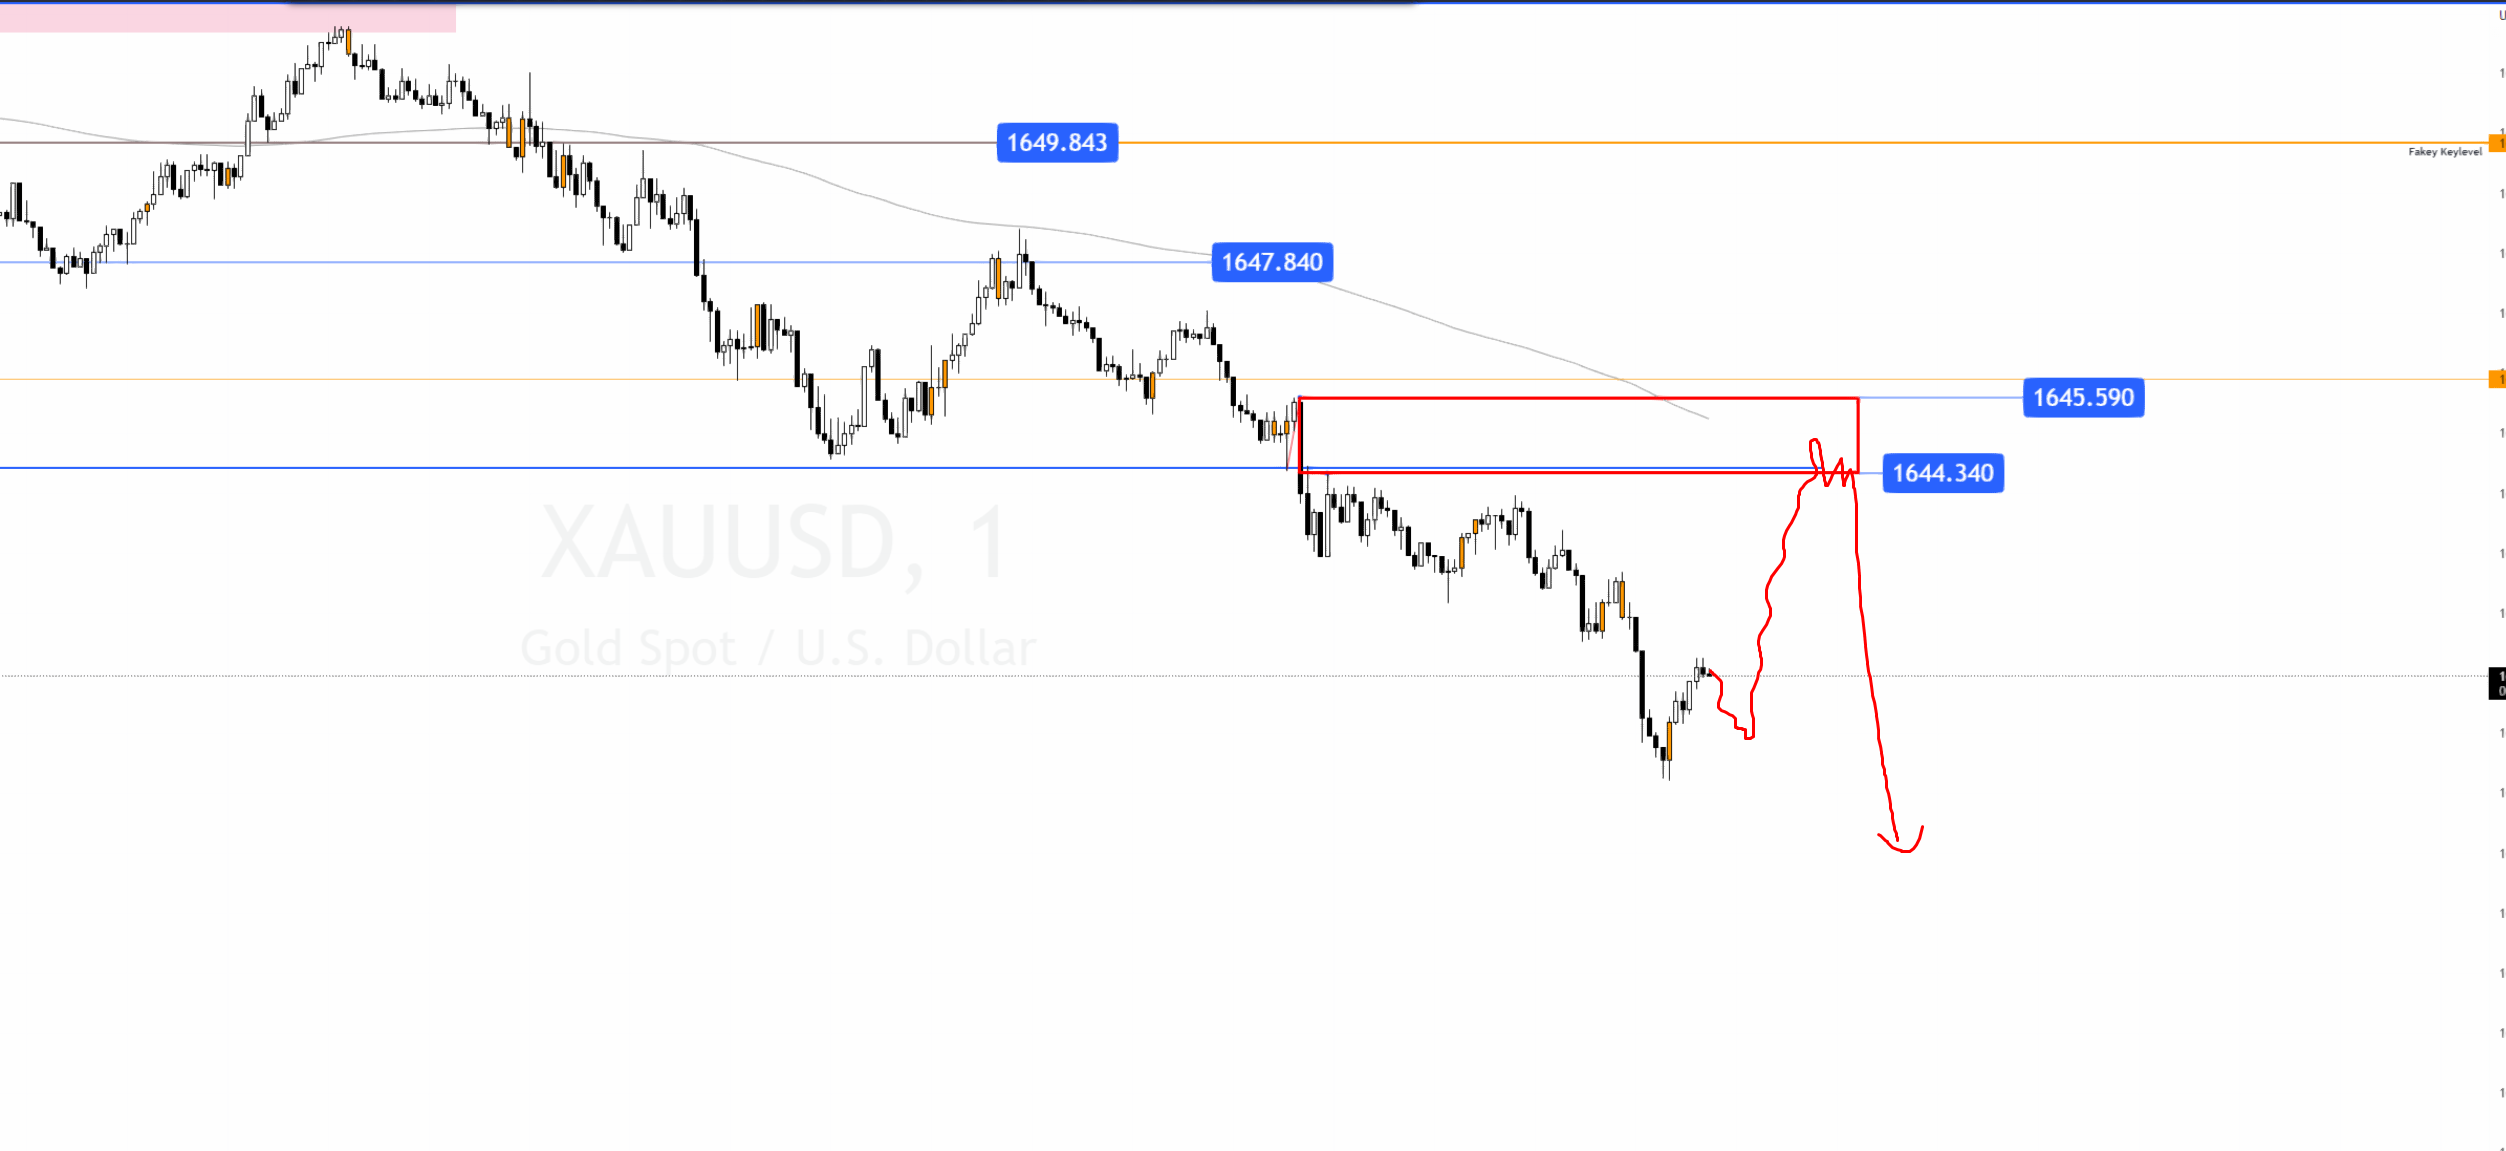 1649.843
Fakey Keylevel
1647.840
1645.590
1644.340
XAUUSD, 1
Gold Spot / U.S. Dollar